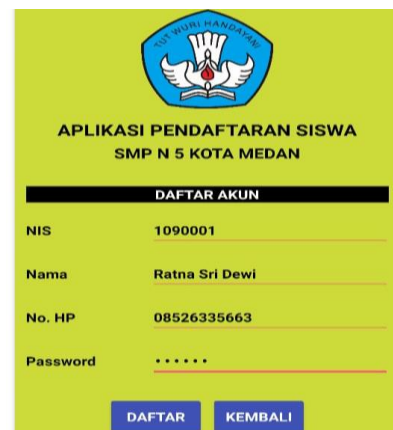 TUT WURI HANDAYANI
APLIKASI PENDAFTARAN SISWA
SMP N 5 KOTA MEDAN
DAFTAR AKUN
NIS 1090001
Nama Ratna Sri Dewi
No. HP 08526335663
Password ······
DAFTAR KEMBALI